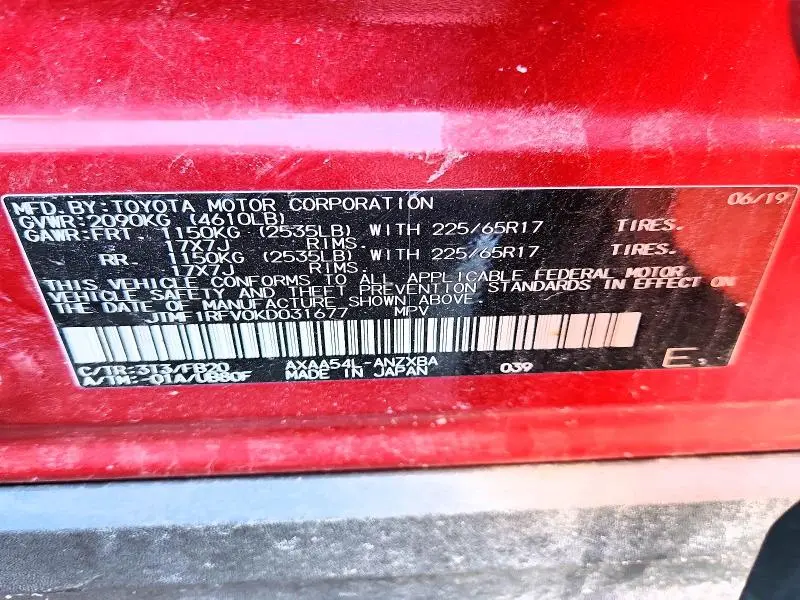 MFD.BY:TOYOTA MOTOR CORPORATION 06/19
GVWR:2090KG (4610LB)
GAWR:FRT. 1150KG (2535LB) WITH 225/65R17 TIRES.
17X7J RIMS.
RR. 1150KG (2535LB) WITH 225/65R17 TIRES.
17X7J RIMS.
THIS VEHICLE CONFORMS TO ALL APPLICABLE FEDERAL MOTOR
VEHICLE SAFETY AND THEFT PREVENTION STANDARDS IN EFFECT ON
THE DATE OF MANUFACTURE SHOWN ABOVE.
JTMF1RFV0KD031677 MPV
C/TR:3T3/FB20 AXAA54L-ANZXBA E
A/TM:-01A/UB80F MADE IN JAPAN 039